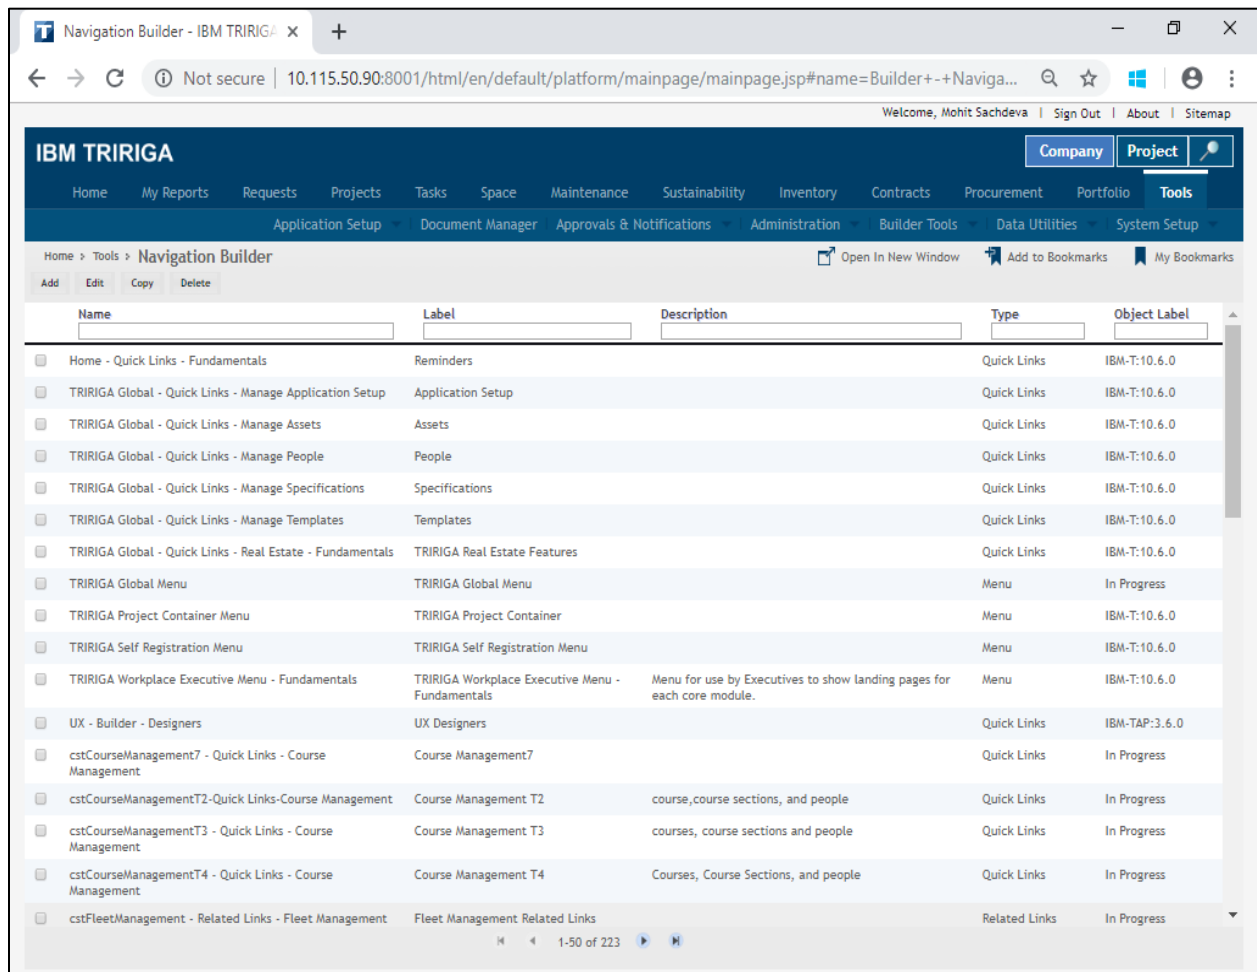 Navigation Builder - IBM TRIRIGA
Not secure | 10.115.50.90:8001/html/en/default/platform/mainpage/mainpage.jsp#name=Builder+-+Naviga...
Welcome, Mohit Sachdeva | Sign Out | About | Sitemap
IBM TRIRIGA Company Project
Home My Reports Requests Projects Tasks Space Maintenance Sustainability Inventory Contracts Procurement Portfolio Tools
Application Setup Document Manager Approvals & Notifications Administration Builder Tools Data Utilities System Setup
Home > Tools > Navigation Builder Open In New Window Add to Bookmarks My Bookmarks
Add Edit Copy Delete
Name Label Description Type Object Label
Home - Quick Links - Fundamentals Reminders Quick Links IBM-T:10.6.0
TRIRIGA Global - Quick Links - Manage Application Setup Application Setup Quick Links IBM-T:10.6.0
TRIRIGA Global - Quick Links - Manage Assets Assets Quick Links IBM-T:10.6.0
TRIRIGA Global - Quick Links - Manage People People Quick Links IBM-T:10.6.0
TRIRIGA Global - Quick Links - Manage Specifications Specifications Quick Links IBM-T:10.6.0
TRIRIGA Global - Quick Links - Manage Templates Templates Quick Links IBM-T:10.6.0
TRIRIGA Global - Quick Links - Real Estate - Fundamentals TRIRIGA Real Estate Features Quick Links IBM-T:10.6.0
TRIRIGA Global Menu TRIRIGA Global Menu Menu In Progress
TRIRIGA Project Container Menu TRIRIGA Project Container Menu IBM-T:10.6.0
TRIRIGA Self Registration Menu TRIRIGA Self Registration Menu Menu IBM-T:10.6.0
TRIRIGA Workplace Executive Menu - Fundamentals TRIRIGA Workplace Executive Menu - Menu for use by Executives to show landing pages for Menu IBM-T:10.6.0
Fundamentals each core module.
UX - Builder - Designers UX Designers Quick Links IBM-TAP:3.6.0
cstCourseManagement7 - Quick Links - Course Course Management7 Quick Links In Progress
Management
cstCourseManagementT2-Quick Links-Course Management Course Management T2 course,course sections, and people Quick Links In Progress
cstCourseManagementT3 - Quick Links - Course Course Management T3 courses, course sections and people Quick Links In Progress
Management
cstCourseManagementT4 - Quick Links - Course Course Management T4 Courses, Course Sections, and people Quick Links In Progress
Management
cstFleetManagement - Related Links - Fleet Management Fleet Management Related Links Related Links In Progress
1-50 of 223